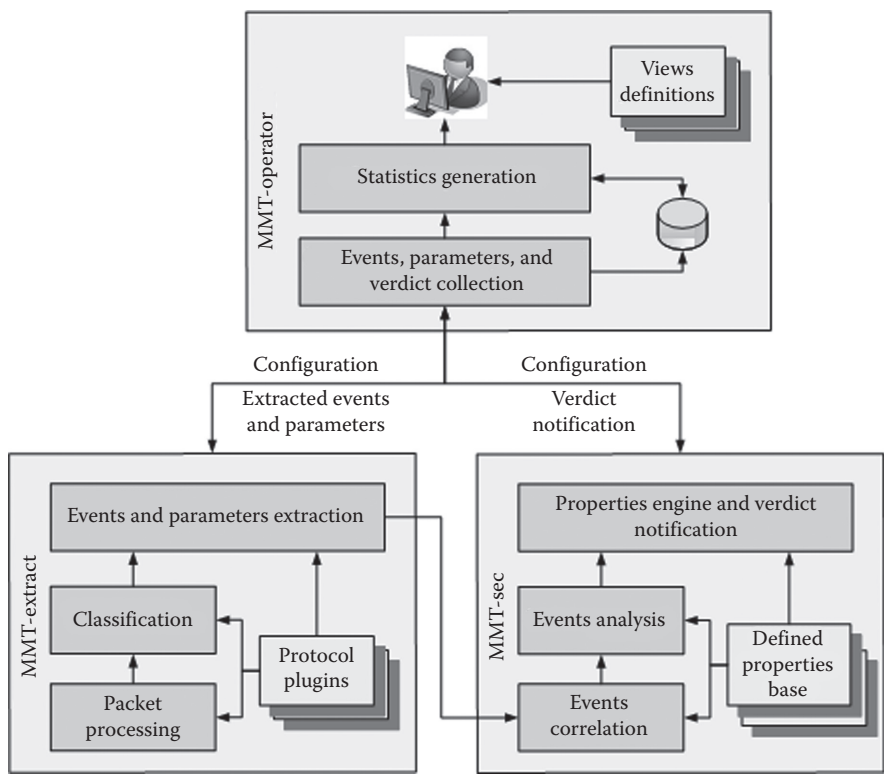 MMT-operator
Views
definitions
Statistics generation
Events, parameters, and
verdict collection
Configuration
Configuration
Extracted events
and parameters
Verdict
notification
MMT-extract
Events and parameters extraction
Classification
Protocol
plugins
Packet
processing
MMT-sec
Properties engine and verdict
notification
Events analysis
Defined
properties
base
Events
correlation